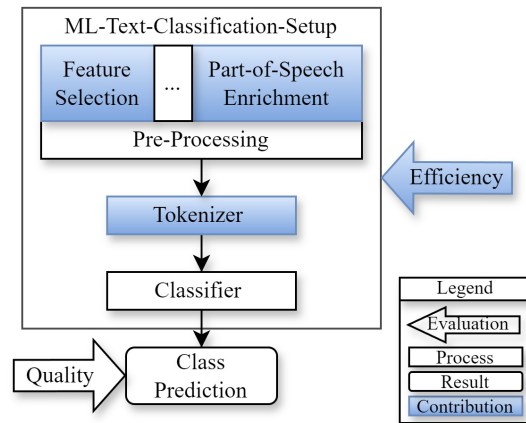 ML-Text-Classification-Setup
Feature
Selection
...
Part-of-Speech
Enrichment
Pre-Processing
Efficiency
Tokenizer
Classifier
Quality
Class
Prediction
Legend
Evaluation
Process
Result
Contribution